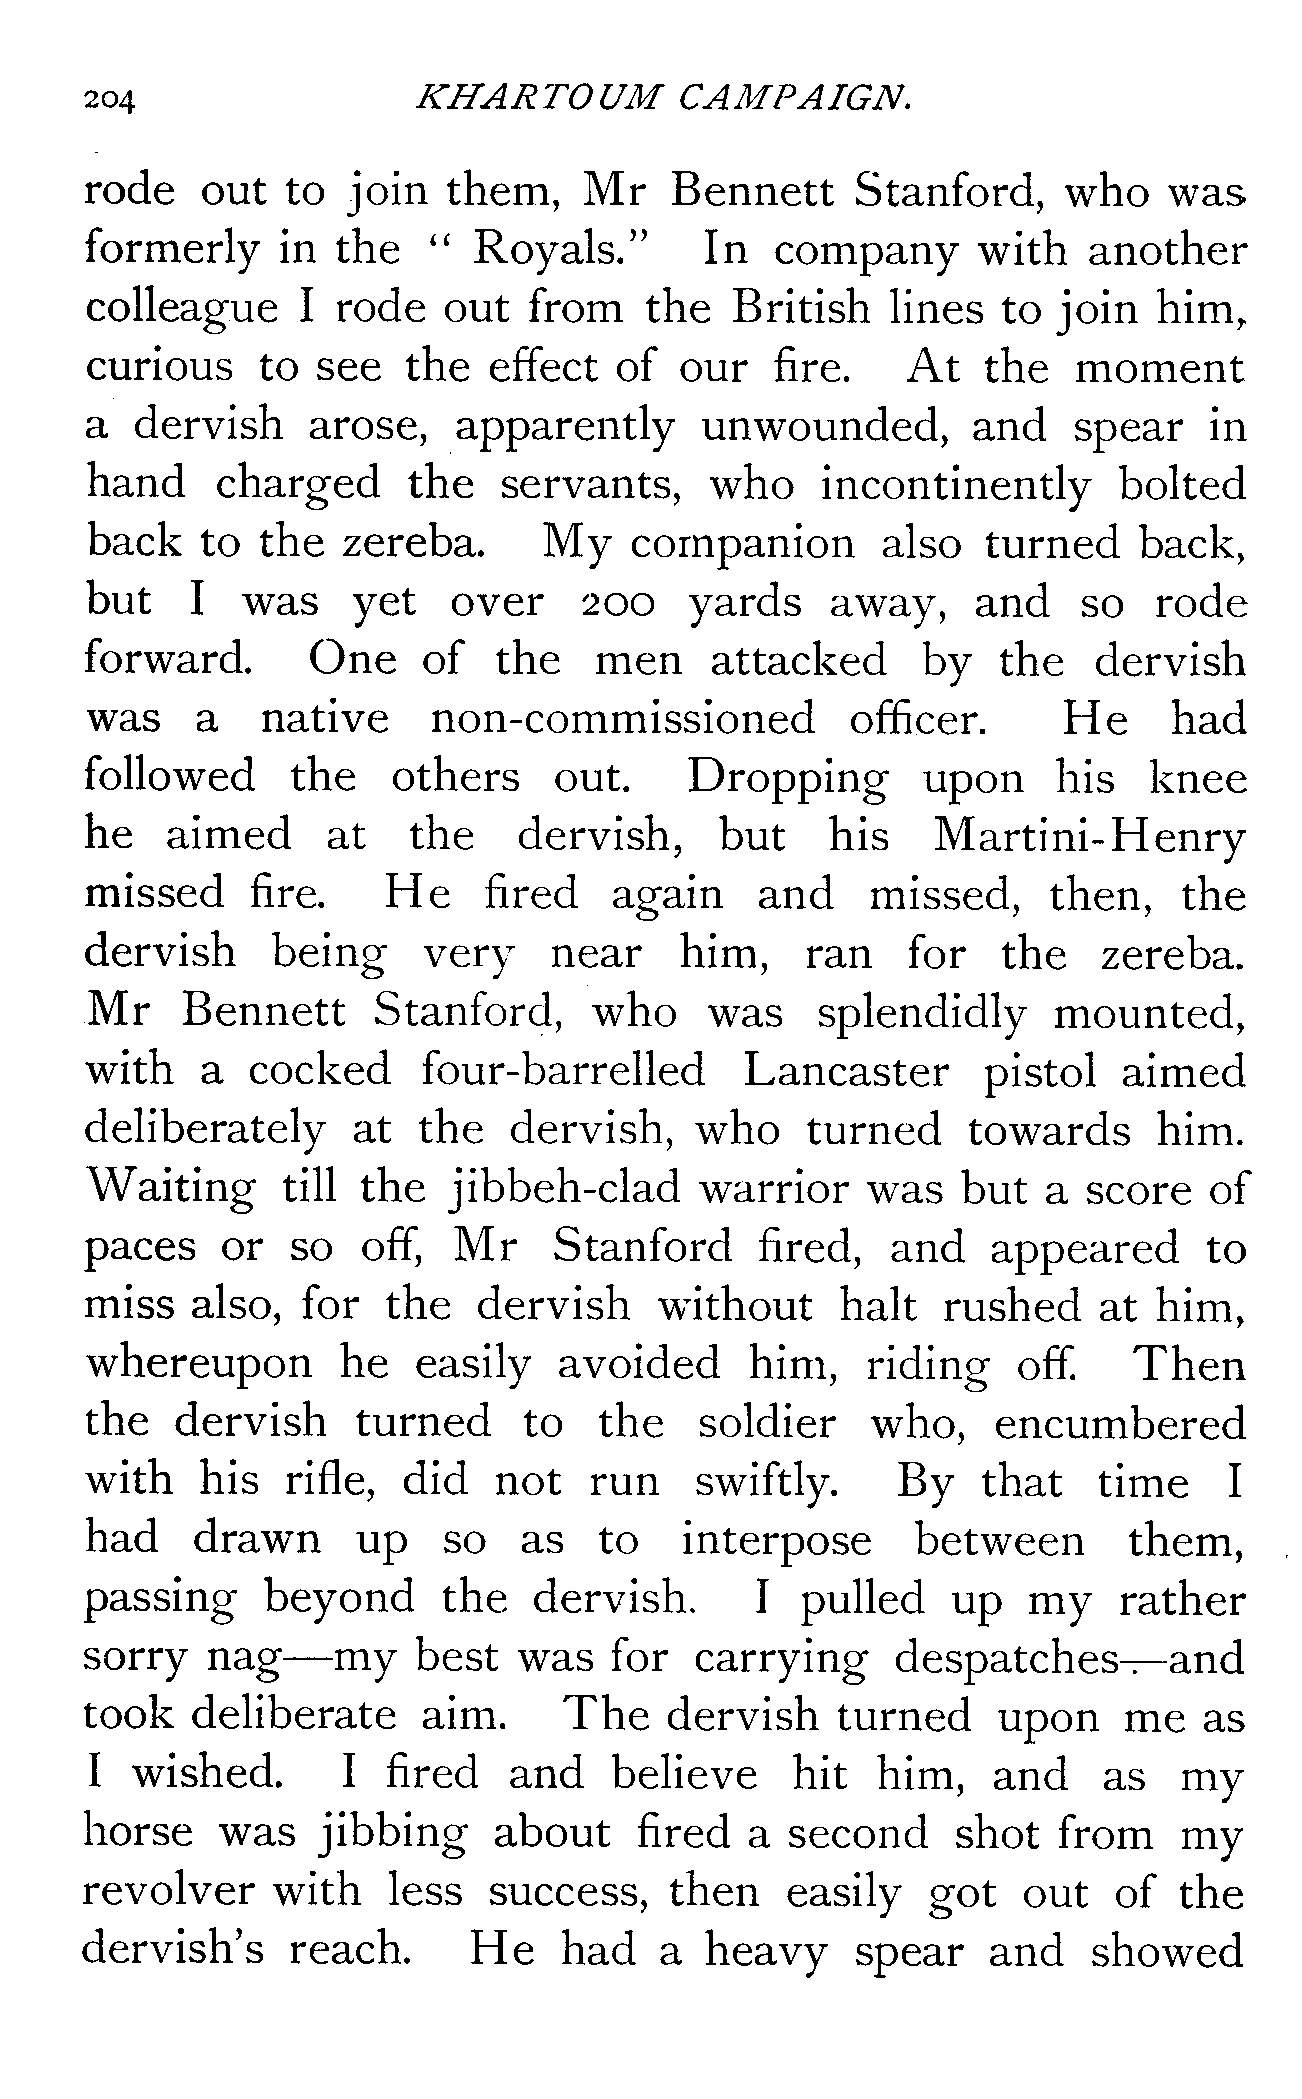 204 KHARTOUM CAMPAIGN.
rode out to join them, Mr Bennett Stanford, who was
formerly in the “ Royals.” In company with another
colleague I rode out from the British lines to join him,
curious to see the effect of our fire. At the moment
a dervish arose, apparently unwounded, and spear in
hand charged the servants, who incontinently bolted
back to the zereba. My companion also turned back,
but I was yet over 200 yards away, and so rode
forward. One of the men attacked by the dervish
was a native non-commissioned officer. He had
followed the others out. Dropping upon his knee
he aimed at the dervish, but his Martini-Henry
missed fire. He fired again and missed, then, the
dervish being very near him, ran for the zereba.
Mr Bennett Stanford, who was splendidly mounted,
with a cocked four-barrelled Lancaster pistol aimed
deliberately at the dervish, who turned towards him.
Waiting till the jibbeh-clad warrior was but a score of
paces or so off, Mr Stanford fired, and appeared to
miss also, for the dervish without halt rushed at him,
whereupon he easily avoided him, riding off. Then
the dervish turned to the soldier who, encumbered
with his rifle, did not run swiftly. By that time I
had drawn up so as to interpose between them,
passing beyond the dervish. I pulled up my rather
sorry nag—my best was for carrying despatches—and
took deliberate aim. The dervish turned upon me as
I wished. I fired and believe hit him, and as my
horse was jibbing about fired a second shot from my
revolver with less success, then easily got out of the
dervish’s reach. He had a heavy spear and showed